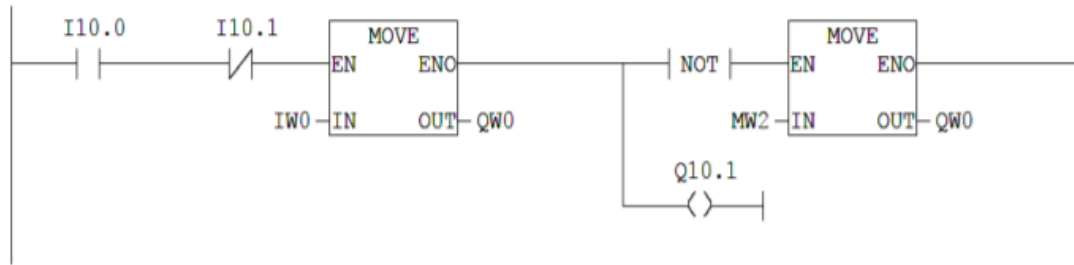 I10.0 I10.1
MOVE MOVE
EN ENO NOT EN ENO
IW0 IN OUT QW0 MW2 IN OUT QW0
Q10.1